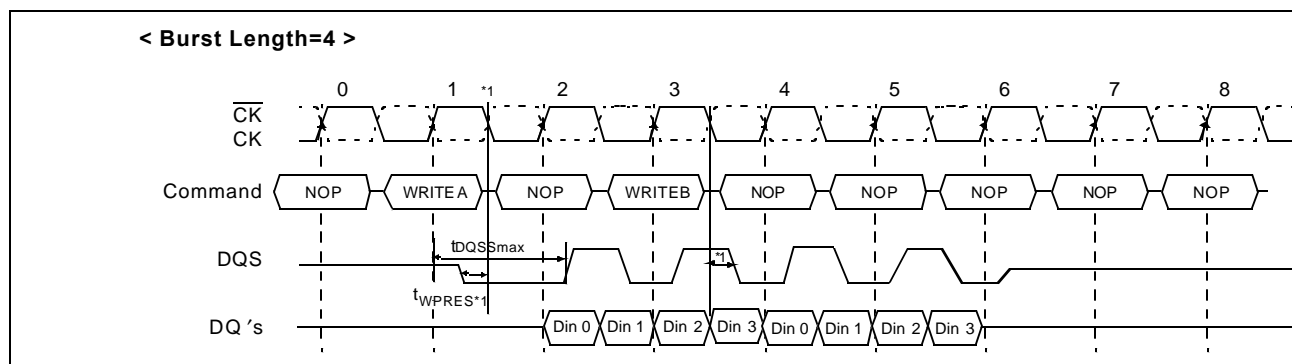 < Burst Length=4 >
0 1 *1 2 3 4 5 6 7 8
CK
CK
Command NOP WRITE A NOP WRITEB NOP NOP NOP NOP NOP
DQS tDQSSmax *1
tWPRES*1
DQ 's Din 0 Din 1 Din 2 Din 3 Din 0 Din 1 Din 2 Din 3